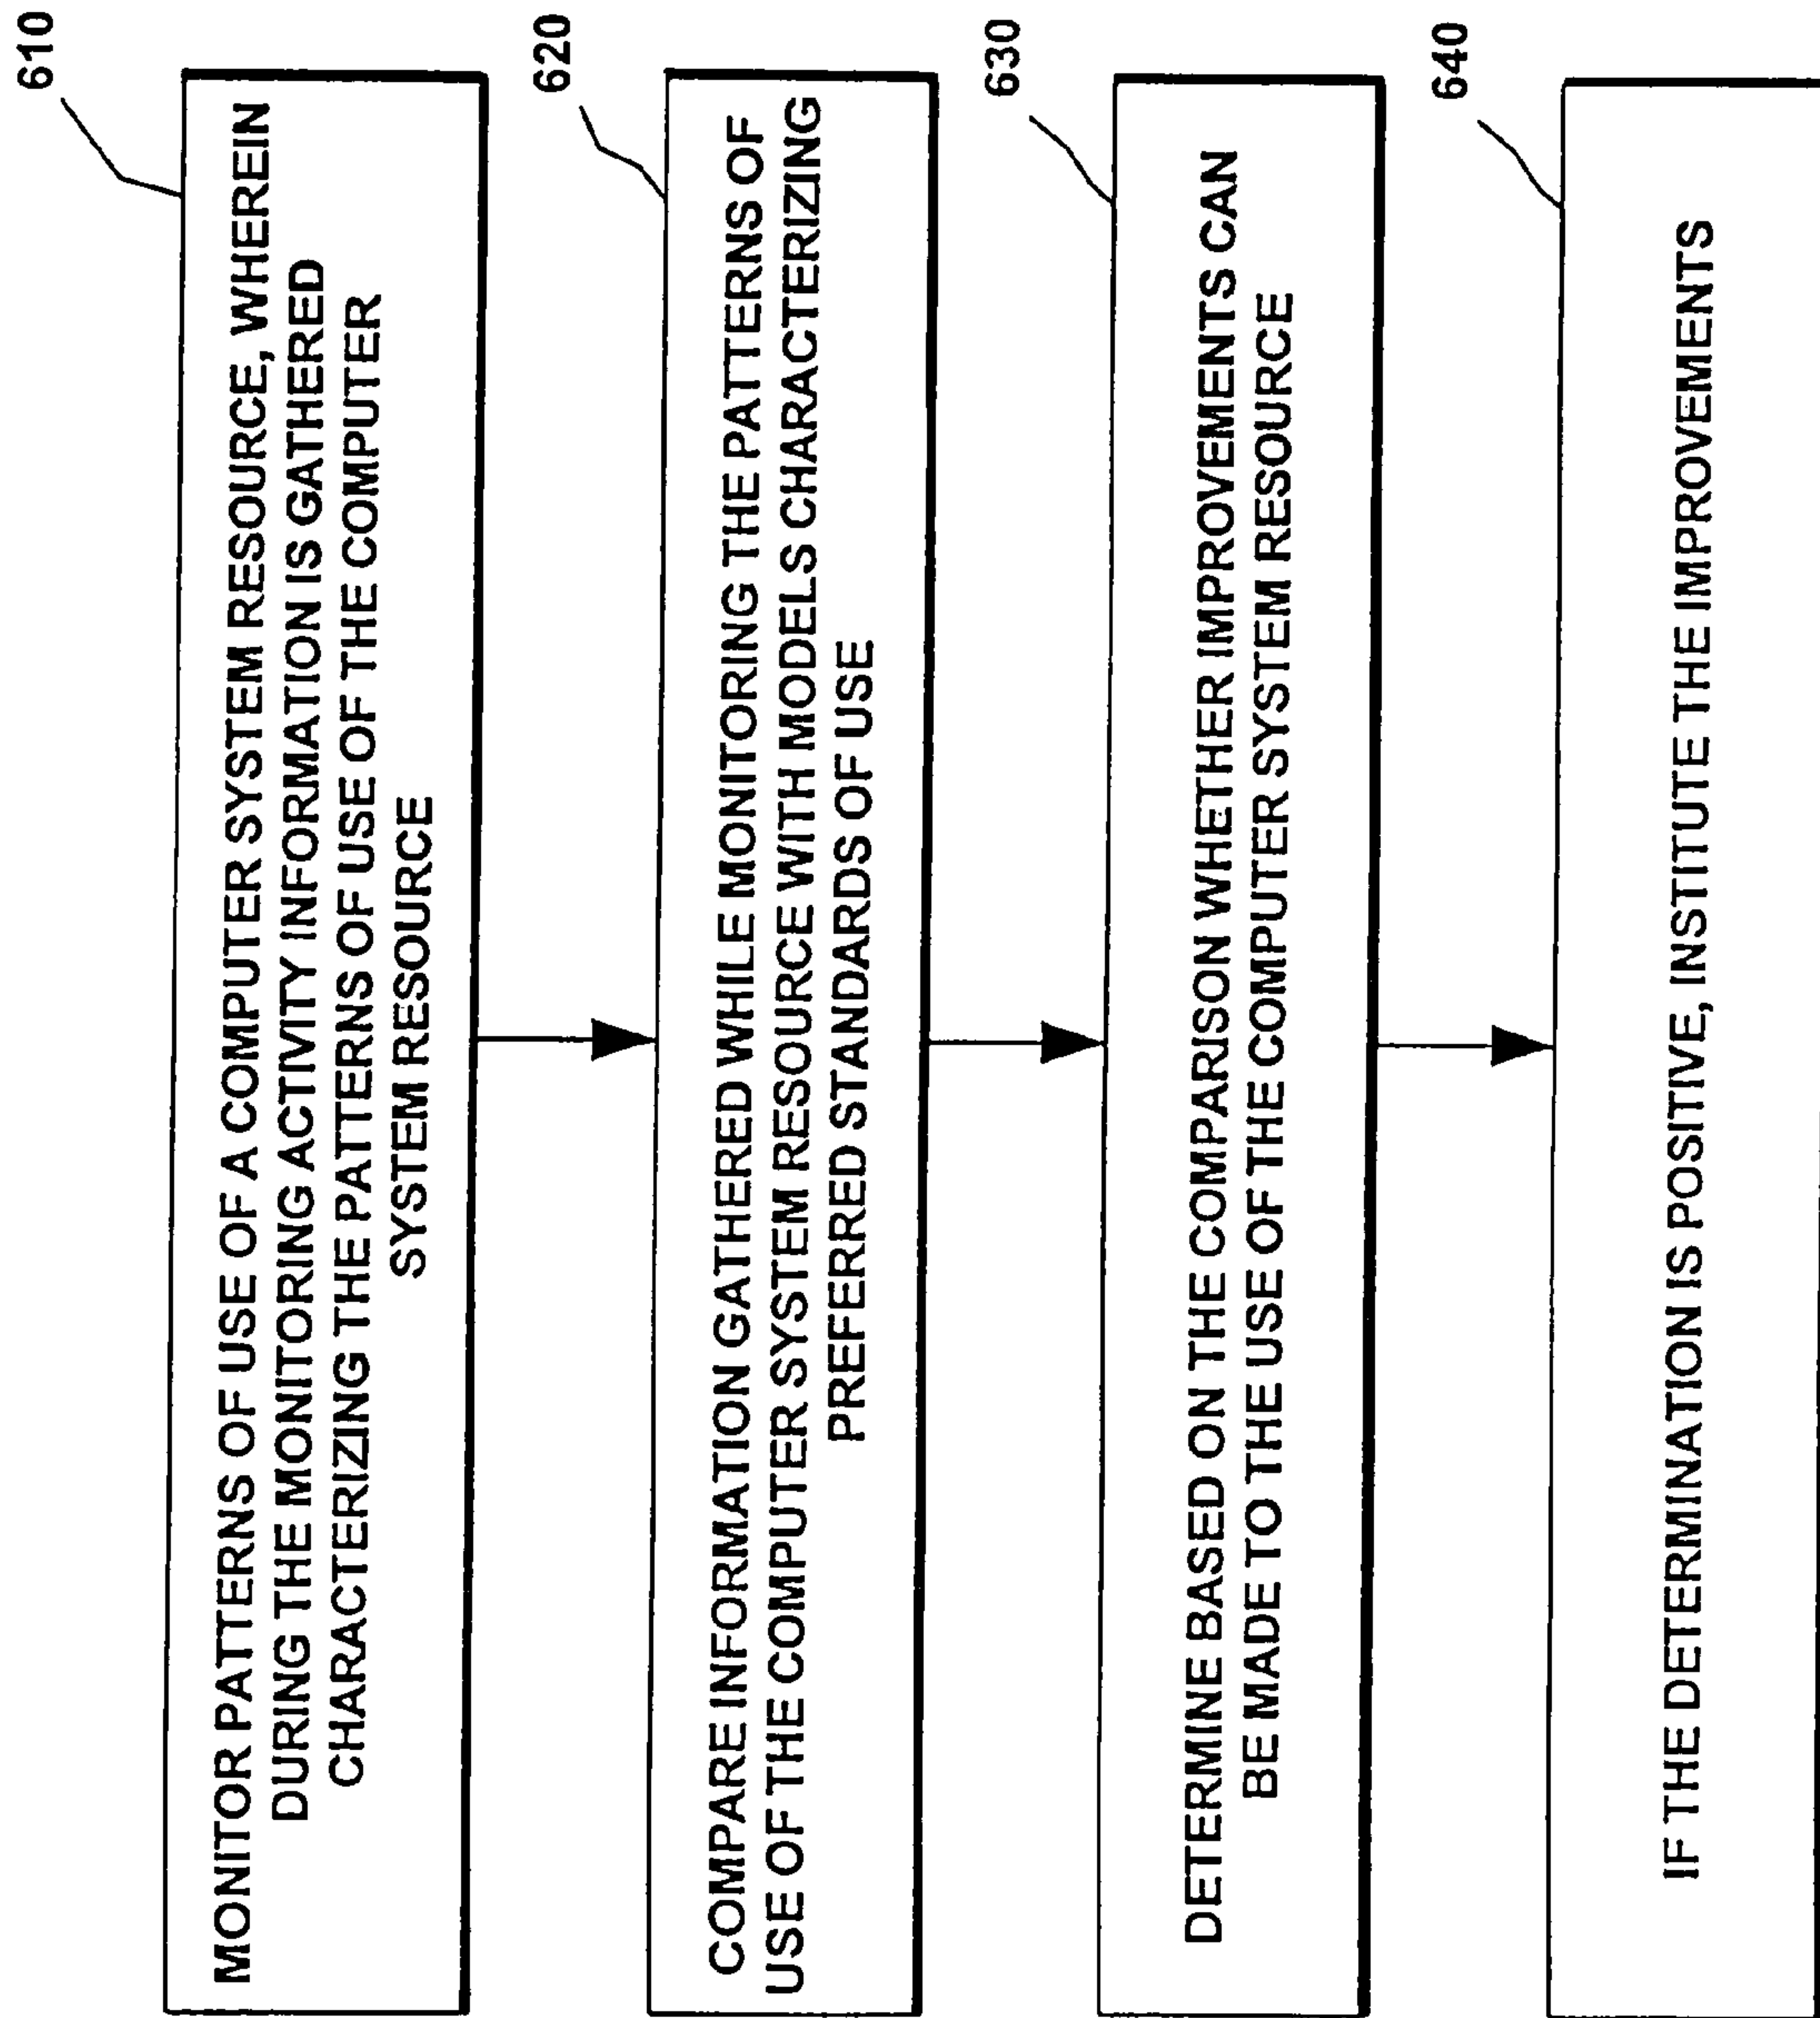 610
MONITOR PATTERNS OF USE OF A COMPUTER SYSTEM RESOURCE, WHEREIN
DURING THE MONITORING ACTIVITY INFORMATION IS GATHERED
CHARACTERIZING THE PATTERNS OF USE OF THE COMPUTER
SYSTEM RESOURCE
620
COMPARE INFORMATION GATHERED WHILE MONITORING THE PATTERNS OF
USE OF THE COMPUTER SYSTEM RESOURCE WITH MODELS CHARACTERIZING
PREFERRED STANDARDS OF USE
630
DETERMINE BASED ON THE COMPARISON WHETHER IMPROVEMENTS CAN
BE MADE TO THE USE OF THE COMPUTER SYSTEM RESOURCE
640
IF THE DETERMINATION IS POSITIVE, INSTITUTE THE IMPROVEMENTS